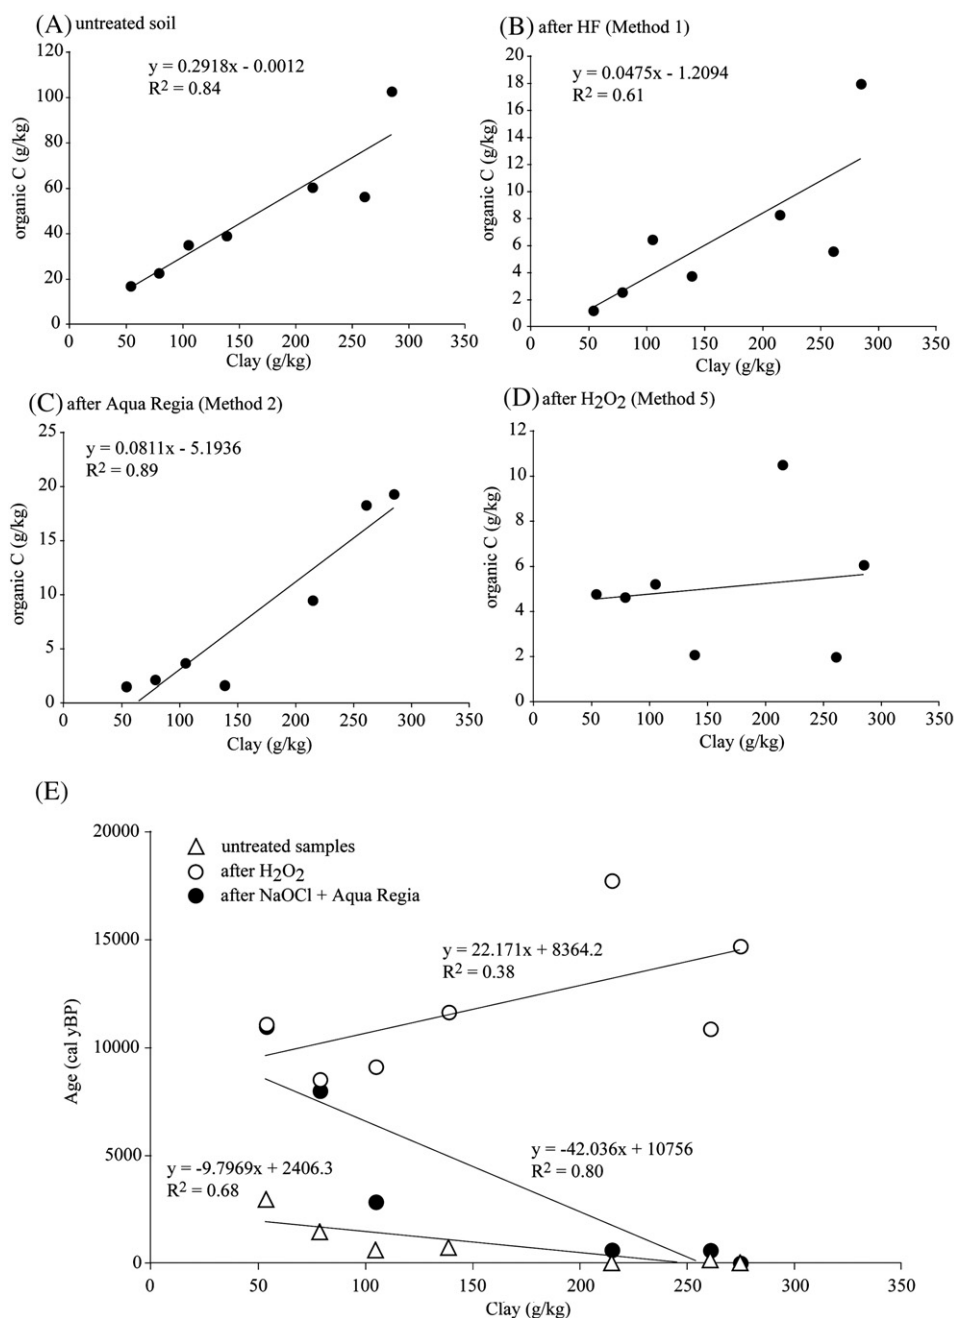 (A) untreated soil
120
100
80
60
40
20
0
organic C (g/kg)
y = 0.2918x - 0.0012
R² = 0.84
0 50 100 150 200 250 300 350
Clay (g/kg)
(B) after HF (Method 1)
20
18
16
14
12
10
8
6
4
2
0
organic C (g/kg)
y = 0.0475x - 1.2094
R² = 0.61
0 50 100 150 200 250 300 350
Clay (g/kg)
(C) after Aqua Regia (Method 2)
25
20
15
10
5
0
organic C (g/kg)
y = 0.0811x - 5.1936
R² = 0.89
0 50 100 150 200 250 300 350
Clay (g/kg)
(D) after H₂O₂ (Method 5)
12
10
8
6
4
2
0
organic C (g/kg)
0 50 100 150 200 250 300 350
Clay (g/kg)
(E)
20000
15000
10000
5000
0
Age (cal yBP)
untreated samples
after H₂O₂
after NaOCl + Aqua Regia
y = 22.171x + 8364.2
R² = 0.38
y = -42.036x + 10756
R² = 0.80
y = -9.7969x + 2406.3
R² = 0.68
0 50 100 150 200 250 300 350
Clay (g/kg)